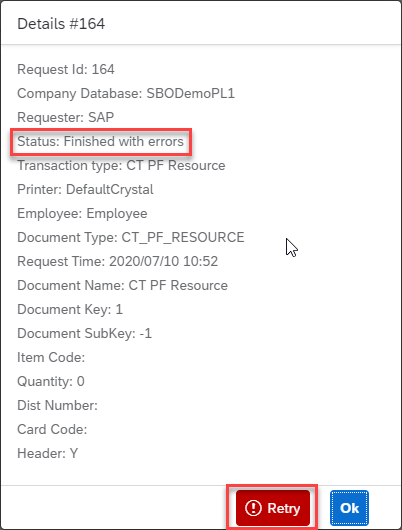 Details #164
Request Id: 164
Company Database: SBODemoPL1
Requester: SAP
Status: Finished with errors
Transaction type: CT PF Resource
Printer: DefaultCrystal
Employee: Employee
Document Type: CT_PF_RESOURCE
Request Time: 2020/07/10 10:52
Document Name: CT PF Resource
Document Key: 1
Document SubKey: -1
Item Code:
Quantity: 0
Dist Number:
Card Code:
Header: Y
Retry Ok